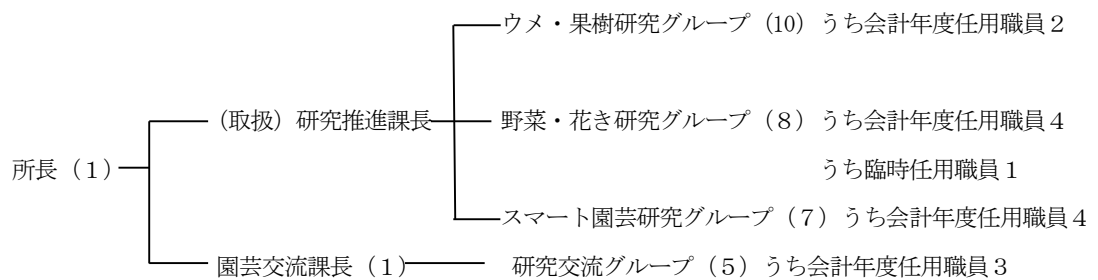 ウメ・果樹研究グループ (10) うち会計年度任用職員２
(取扱) 研究推進課長 野菜・花き研究グループ（８）うち会計年度任用職員４
所長（１） うち臨時任用職員１
スマート園芸研究グループ（７）うち会計年度任用職員４
園芸交流課長（１） 研究交流グループ（５）うち会計年度任用職員３